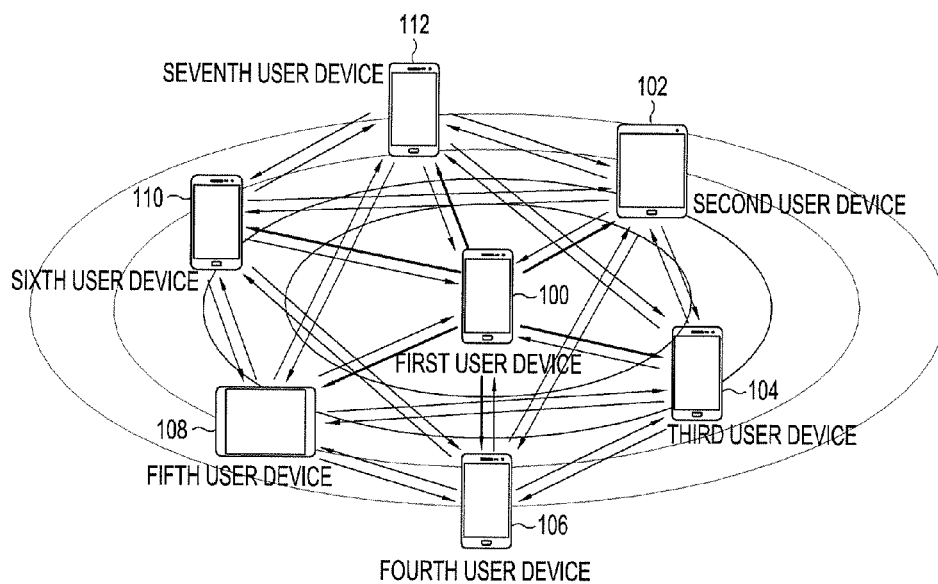 112
SEVENTH USER DEVICE
102
110
SECOND USER DEVICE
SIXTH USER DEVICE
100
FIRST USER DEVICE
104
108
THIRD USER DEVICE
FIFTH USER DEVICE
106
FOURTH USER DEVICE